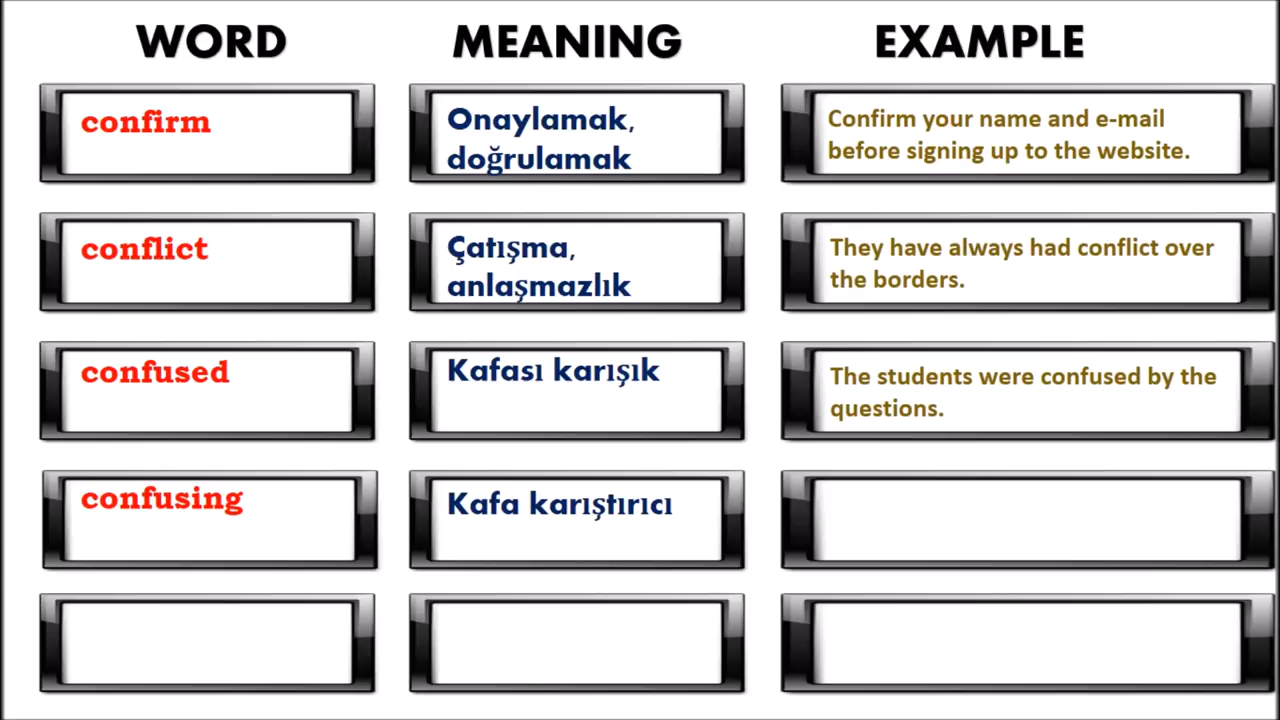 WORD MEANING EXAMPLE
confirm
Onaylamak,
doğrulamak
Confirm your name and e-mail
before signing up to the website.
conflict
Çatışma,
anlaşmazlık
They have always had conflict over
the borders.
confused
Kafası karışık
The students were confused by the
questions.
confusing
Kafa karıştırıcı